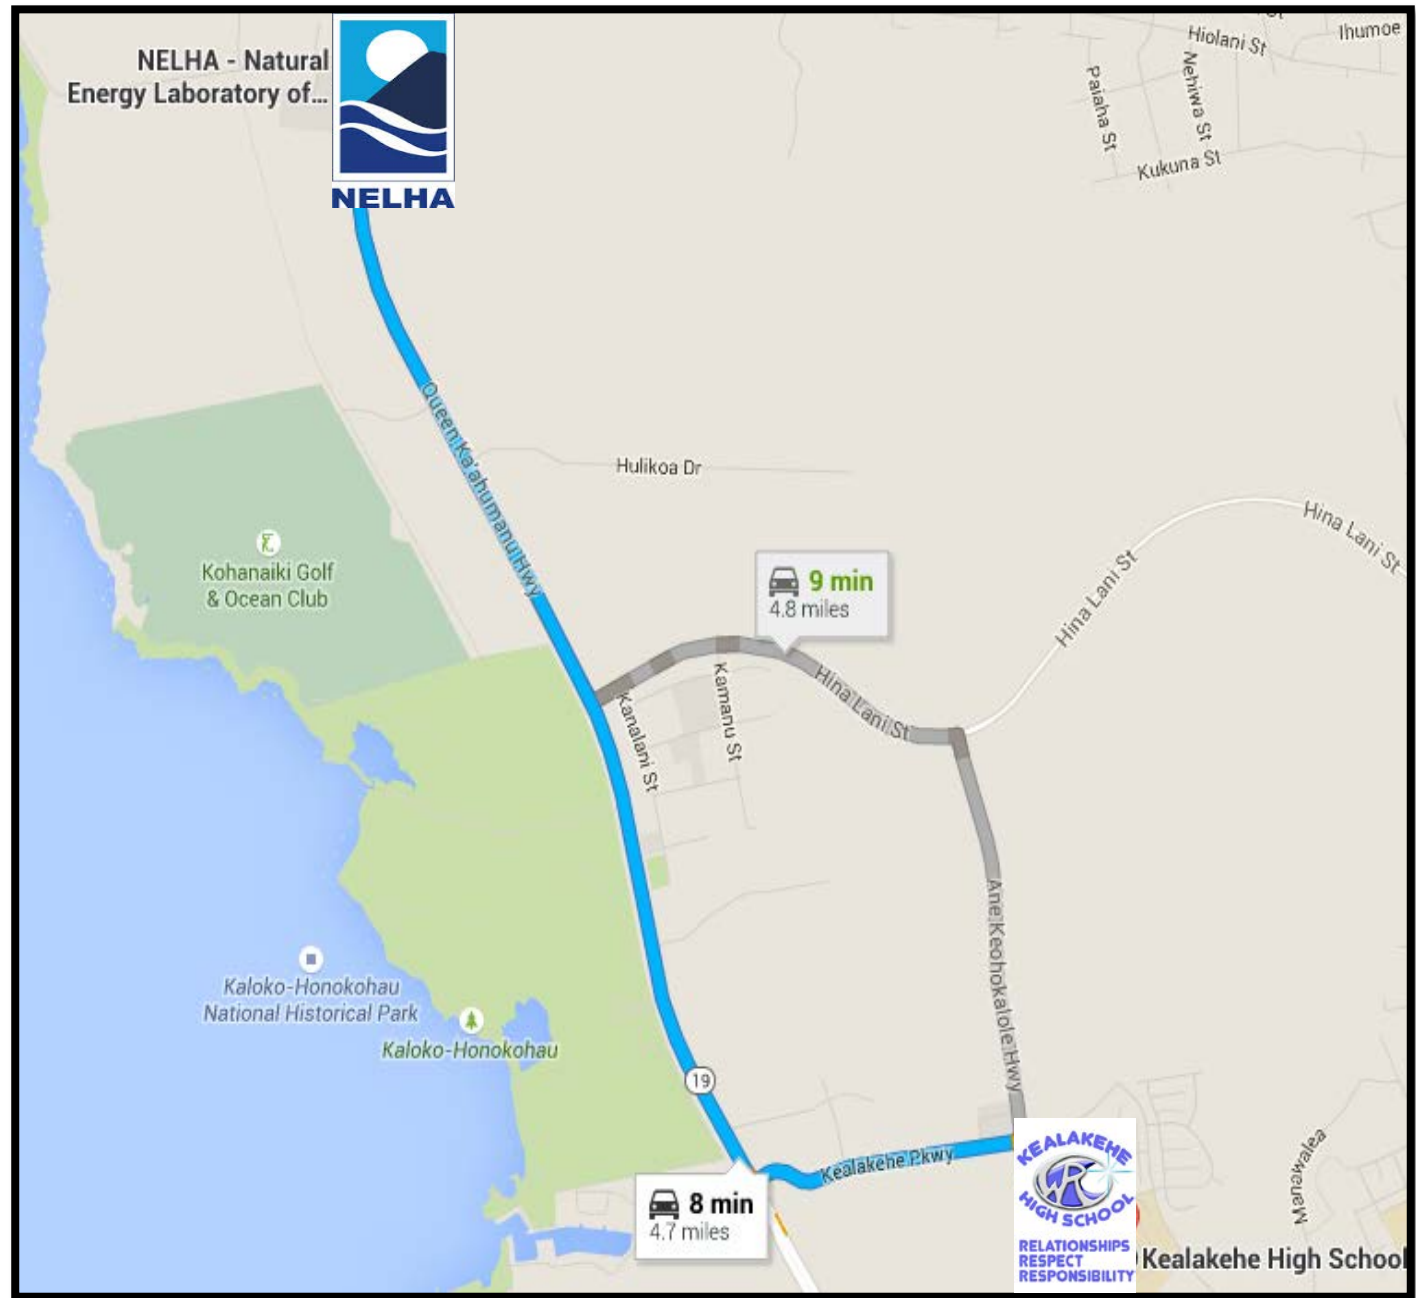 NELHA - Natural
Energy Laboratory of...
NELHA
Hiolani St
Ihumoe
Paiaha St
Nehiwa St
Kukuna St
Queen Ka'ahumanu Hwy
Hulikoa Dr
Hina Lani St
Kohanaiki Golf
& Ocean Club
9 min
4.8 miles
Hina Lani St
Hina Lani St
Kanalani St
Kamanu St
Ane Keohokalole Hwy
Kaloko-Honokohau
National Historical Park
Kaloko-Honokohau
19
Kealakehe Pkwy
8 min
4.7 miles
KEALAKEHE
WRC
HIGH SCHOOL
RELATIONSHIPS
RESPECT
RESPONSIBILITY
Manawalea
Kealakehe High School